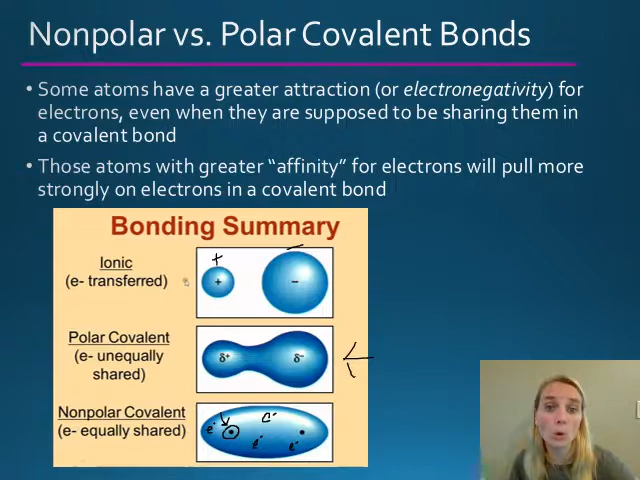 Nonpolar vs. Polar Covalent Bonds
• Some atoms have a greater attraction (or electronegativity) for
electrons, even when they are supposed to be sharing them in
a covalent bond
• Those atoms with greater “affinity” for electrons will pull more
strongly on electrons in a covalent bond
Bonding Summary
Ionic
(e- transferred)
+
−
+
−
Polar Covalent
(e- unequally
shared)
δ+
δ−
Nonpolar Covalent
(e- equally shared)
e-
e-
e-
e-